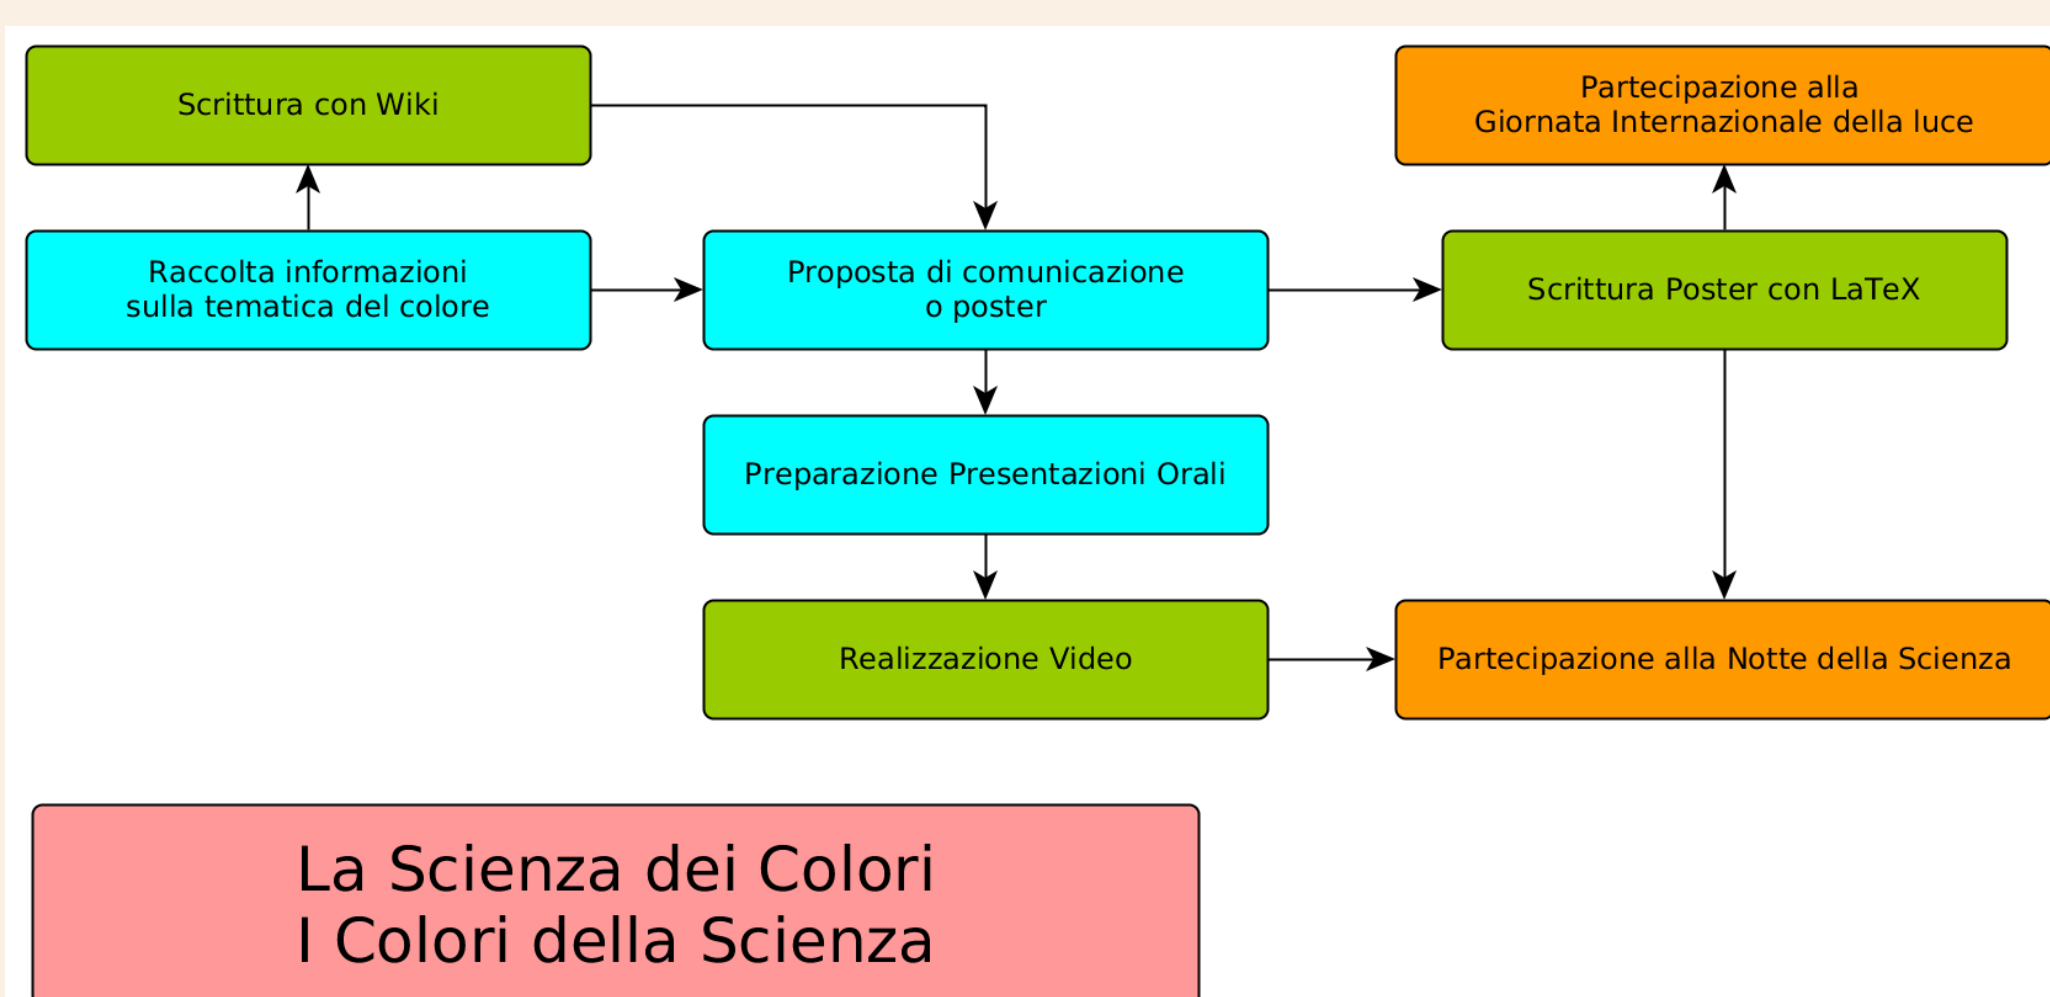 Scrittura con Wiki
Partecipazione alla
Giornata Internazionale della luce
Raccolta informazioni
sulla tematica del colore
Proposta di comunicazione
o poster
Scrittura Poster con LaTeX
Preparazione Presentazioni Orali
Realizzazione Video
Partecipazione alla Notte della Scienza
La Scienza dei Colori
I Colori della Scienza